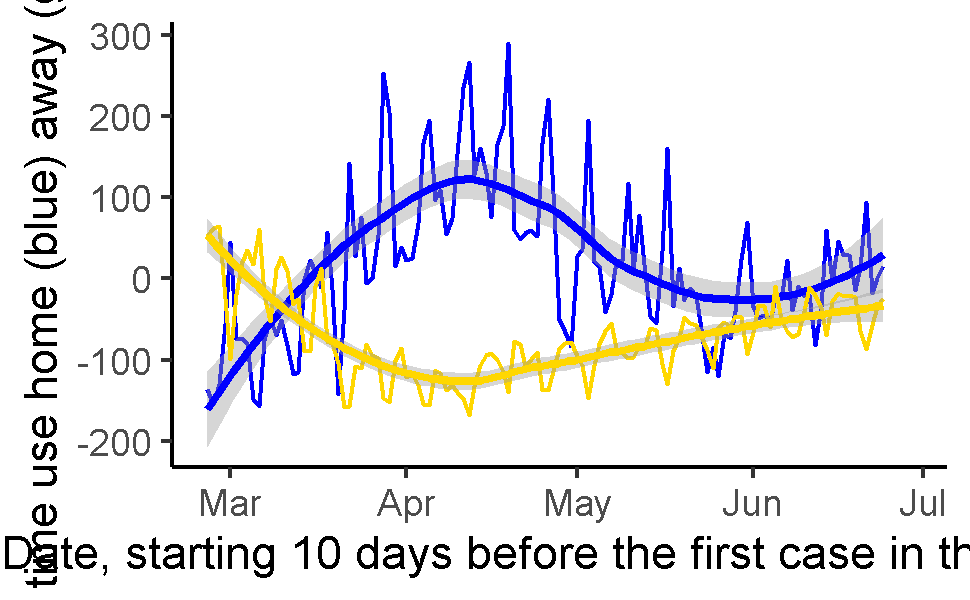 time use home (blue) away (
300
200
100
0
-100
-200
Mar Apr May Jun Jul
Date, starting 10 days before the first case in th